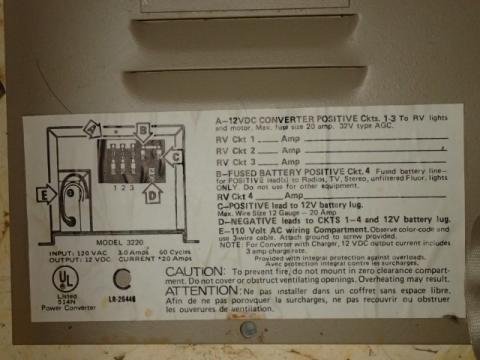 A-12VDC CONVERTER POSITIVE Ckts. 1-3 To RV lights
and motor. Max. fuse size 20 amp. 32V type AGC.
RV Ckt 1 Amp
RV Ckt 2 Amp
RV Ckt 3 Amp
B-FUSED BATTERY POSITIVE Ckt. 4 Fused battery line-
for POSITIVE lead(s) to Radios, TV, Stereo, unfiltered Fluor. lights
ONLY. Do not use for other equipment.
RV Ckt 4 Amp
C-POSITIVE lead to 12V battery lug.
Max. Wire Size 12 Gauge - 20 Amp
D-NEGATIVE leads to CKTS 1-4 and 12V battery lug.
E-110 Volt AC wiring Compartment. Observe color-code and
use 3-wire cable. Attach ground to screw provided.
NOTE: For Converter with Charger, 12 VDC output current includes
3 amp charge rate.
Provided with integral protection against overloads.
Avec protection integral contre les surcharges.
CAUTION: To prevent fire, do not mount in zero clearance compart-
ment. Do not cover or obstruct ventilating openings. Overheating may result.
ATTENTION: Ne pas installer dans un coffret sans espace libre.
Afin de ne pas porovquer la surcharges, ne pas recouvrir ou obstruer
les ouvertures de ventilation.
A
B
C
D
E
1 2 3
MODEL 3220
INPUT: 120 VAC 3.0 Amps 60 Cycles
OUTPUT: 12 VDC CURRENT *20 Amps
UL
Listed
514N
Power Converter